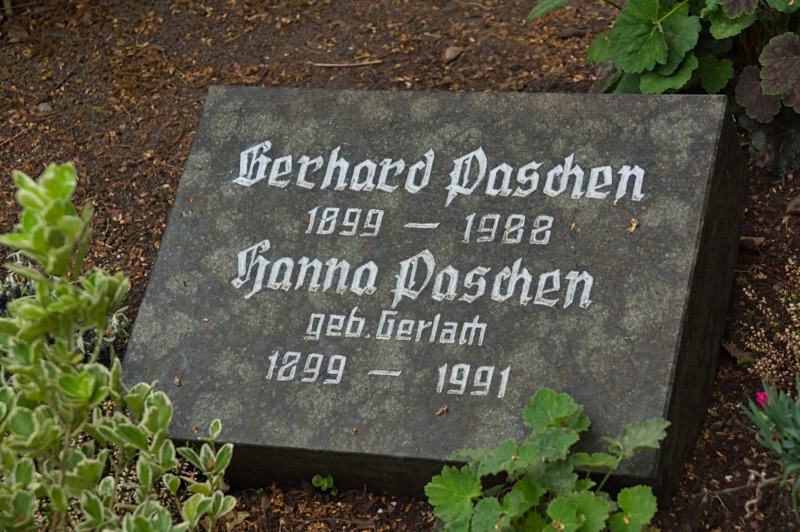 Gerhard Paschen
1899 – 1988
Hanna Paschen
geb. Gerlach
1899 – 1991